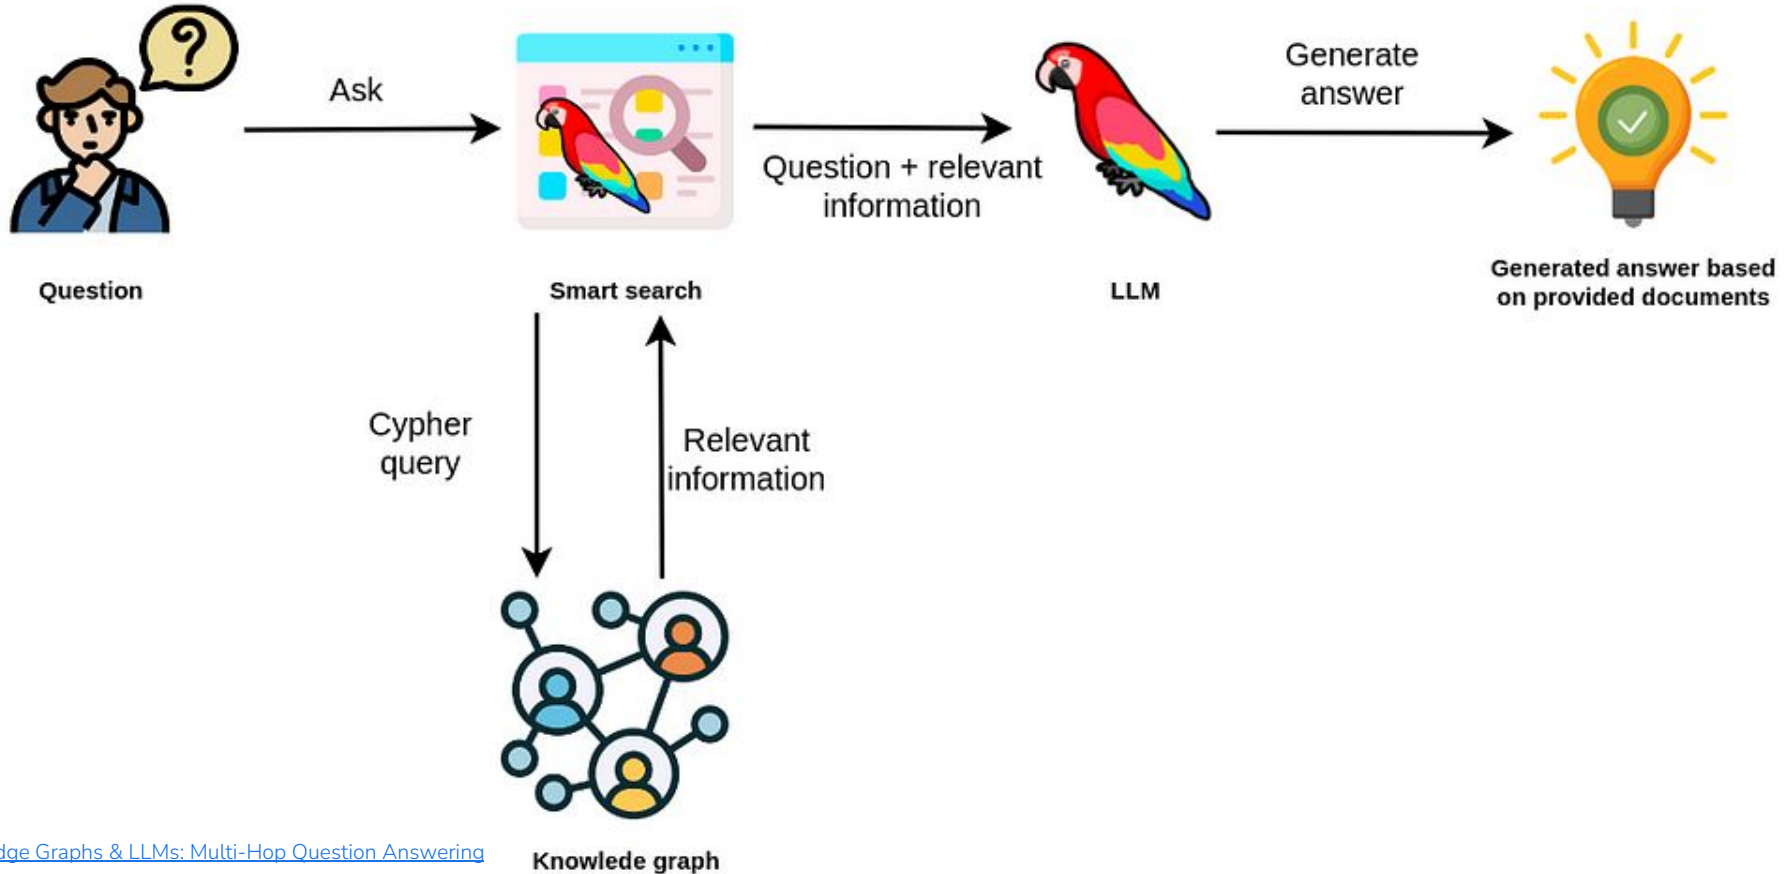 ?
Ask
Generate
answer
Question + relevant
information
Question
Smart search
LLM
Generated answer based
on provided documents
Cypher
query
Relevant
information
dge Graphs & LLMs: Multi-Hop Question Answering
Knowlede graph